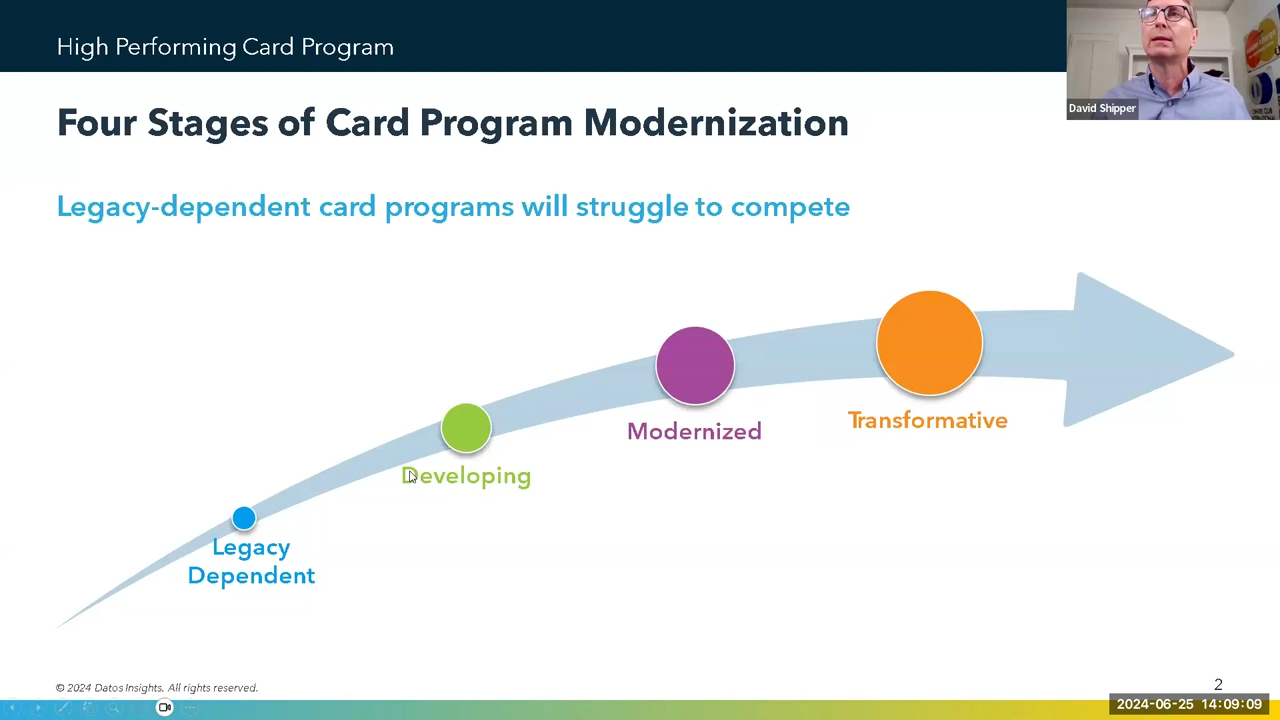 High Performing Card Program
David Shipper
Four Stages of Card Program Modernization
Legacy-dependent card programs will struggle to compete
Transformative
Modernized
Developing
Legacy
Dependent
© 2024 Datos Insights. All rights reserved.
2
2024-06-25 14:09:09